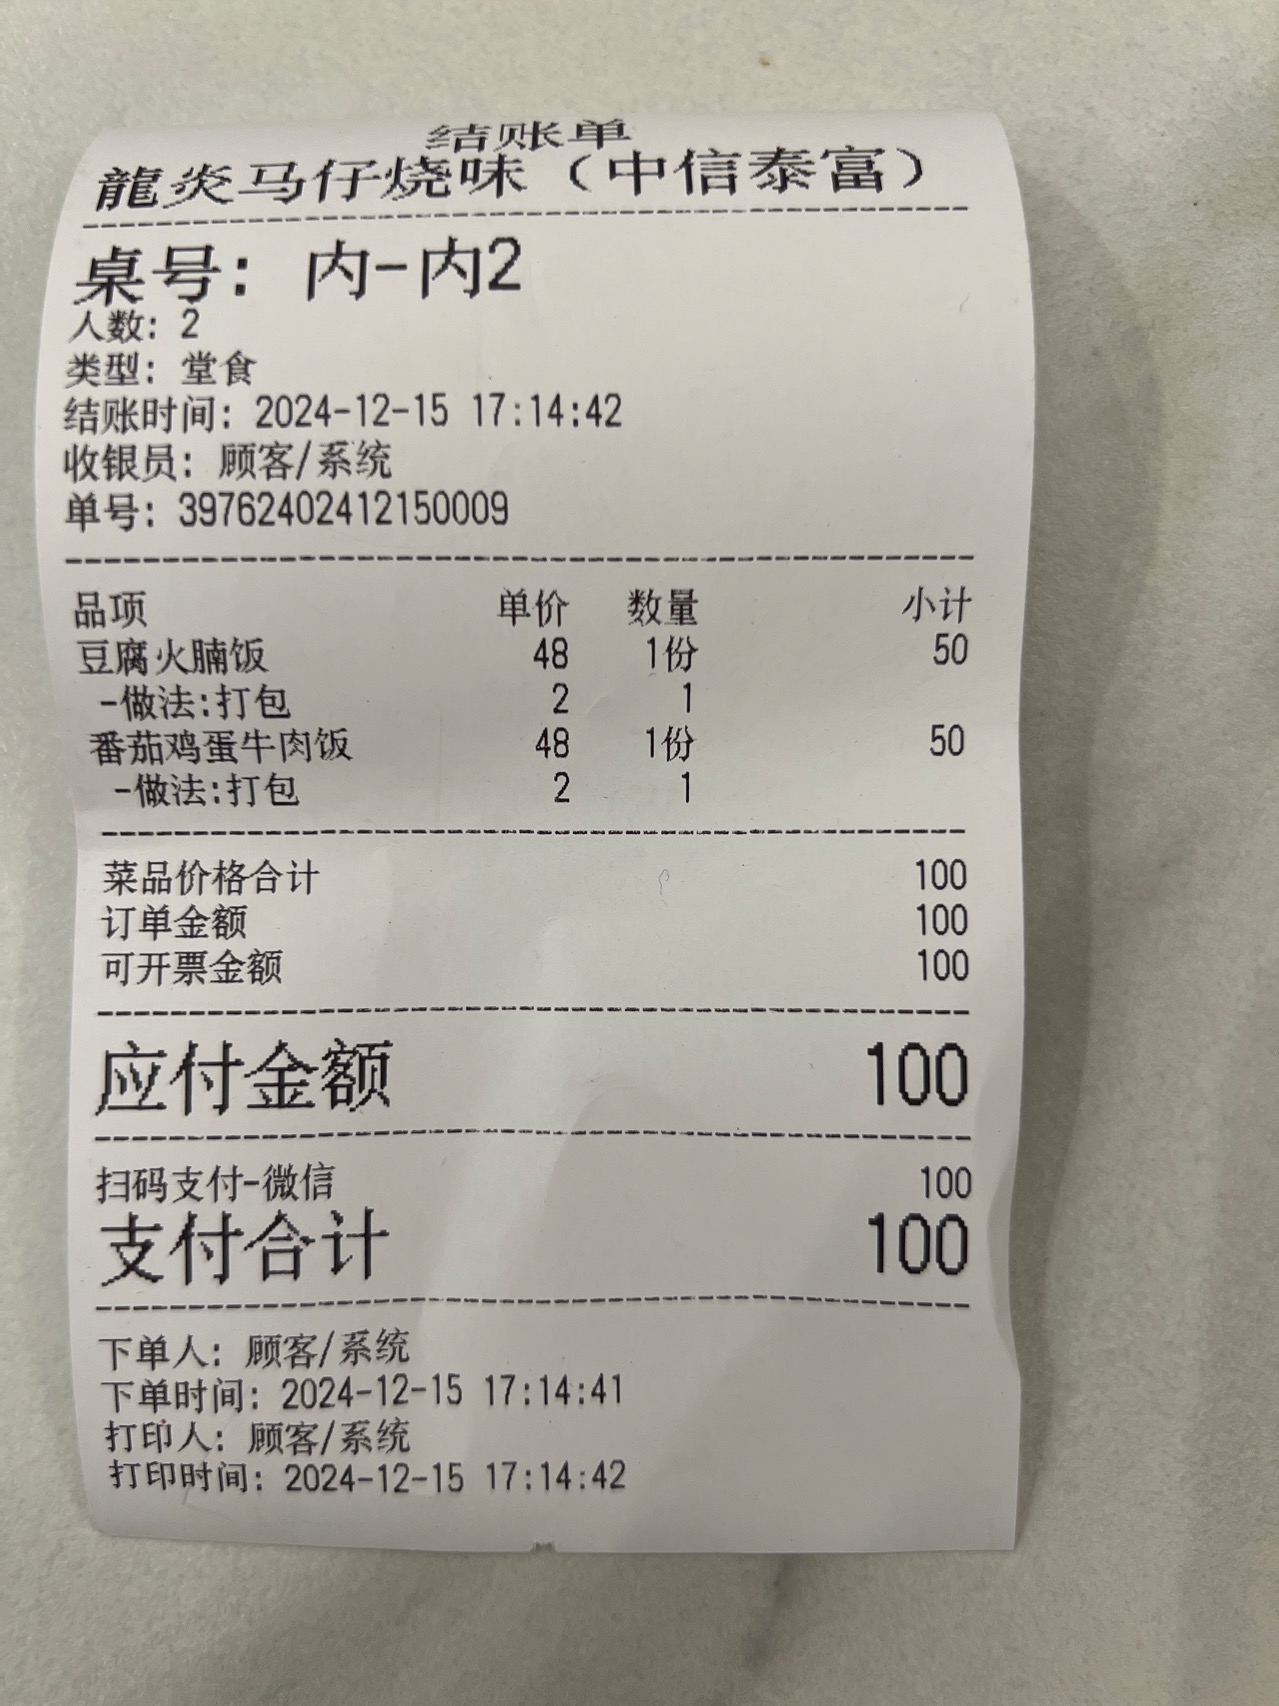 结账单
龍炎马仔烧味（中信泰富）
桌号: 内-内2
人数: 2
类型: 堂食
结账时间: 2024-12-15 17:14:42
收银员: 顾客/系统
单号: 39762402412150009
品项 单价 数量 小计
豆腐火腩饭 48 1份 50
-做法:打包 2 1
番茄鸡蛋牛肉饭 48 1份 50
-做法:打包 2 1
菜品价格合计 100
订单金额 100
可开票金额 100
应付金额 100
扫码支付-微信 100
支付合计 100
下单人: 顾客/系统
下单时间: 2024-12-15 17:14:41
打印人: 顾客/系统
打印时间: 2024-12-15 17:14:42